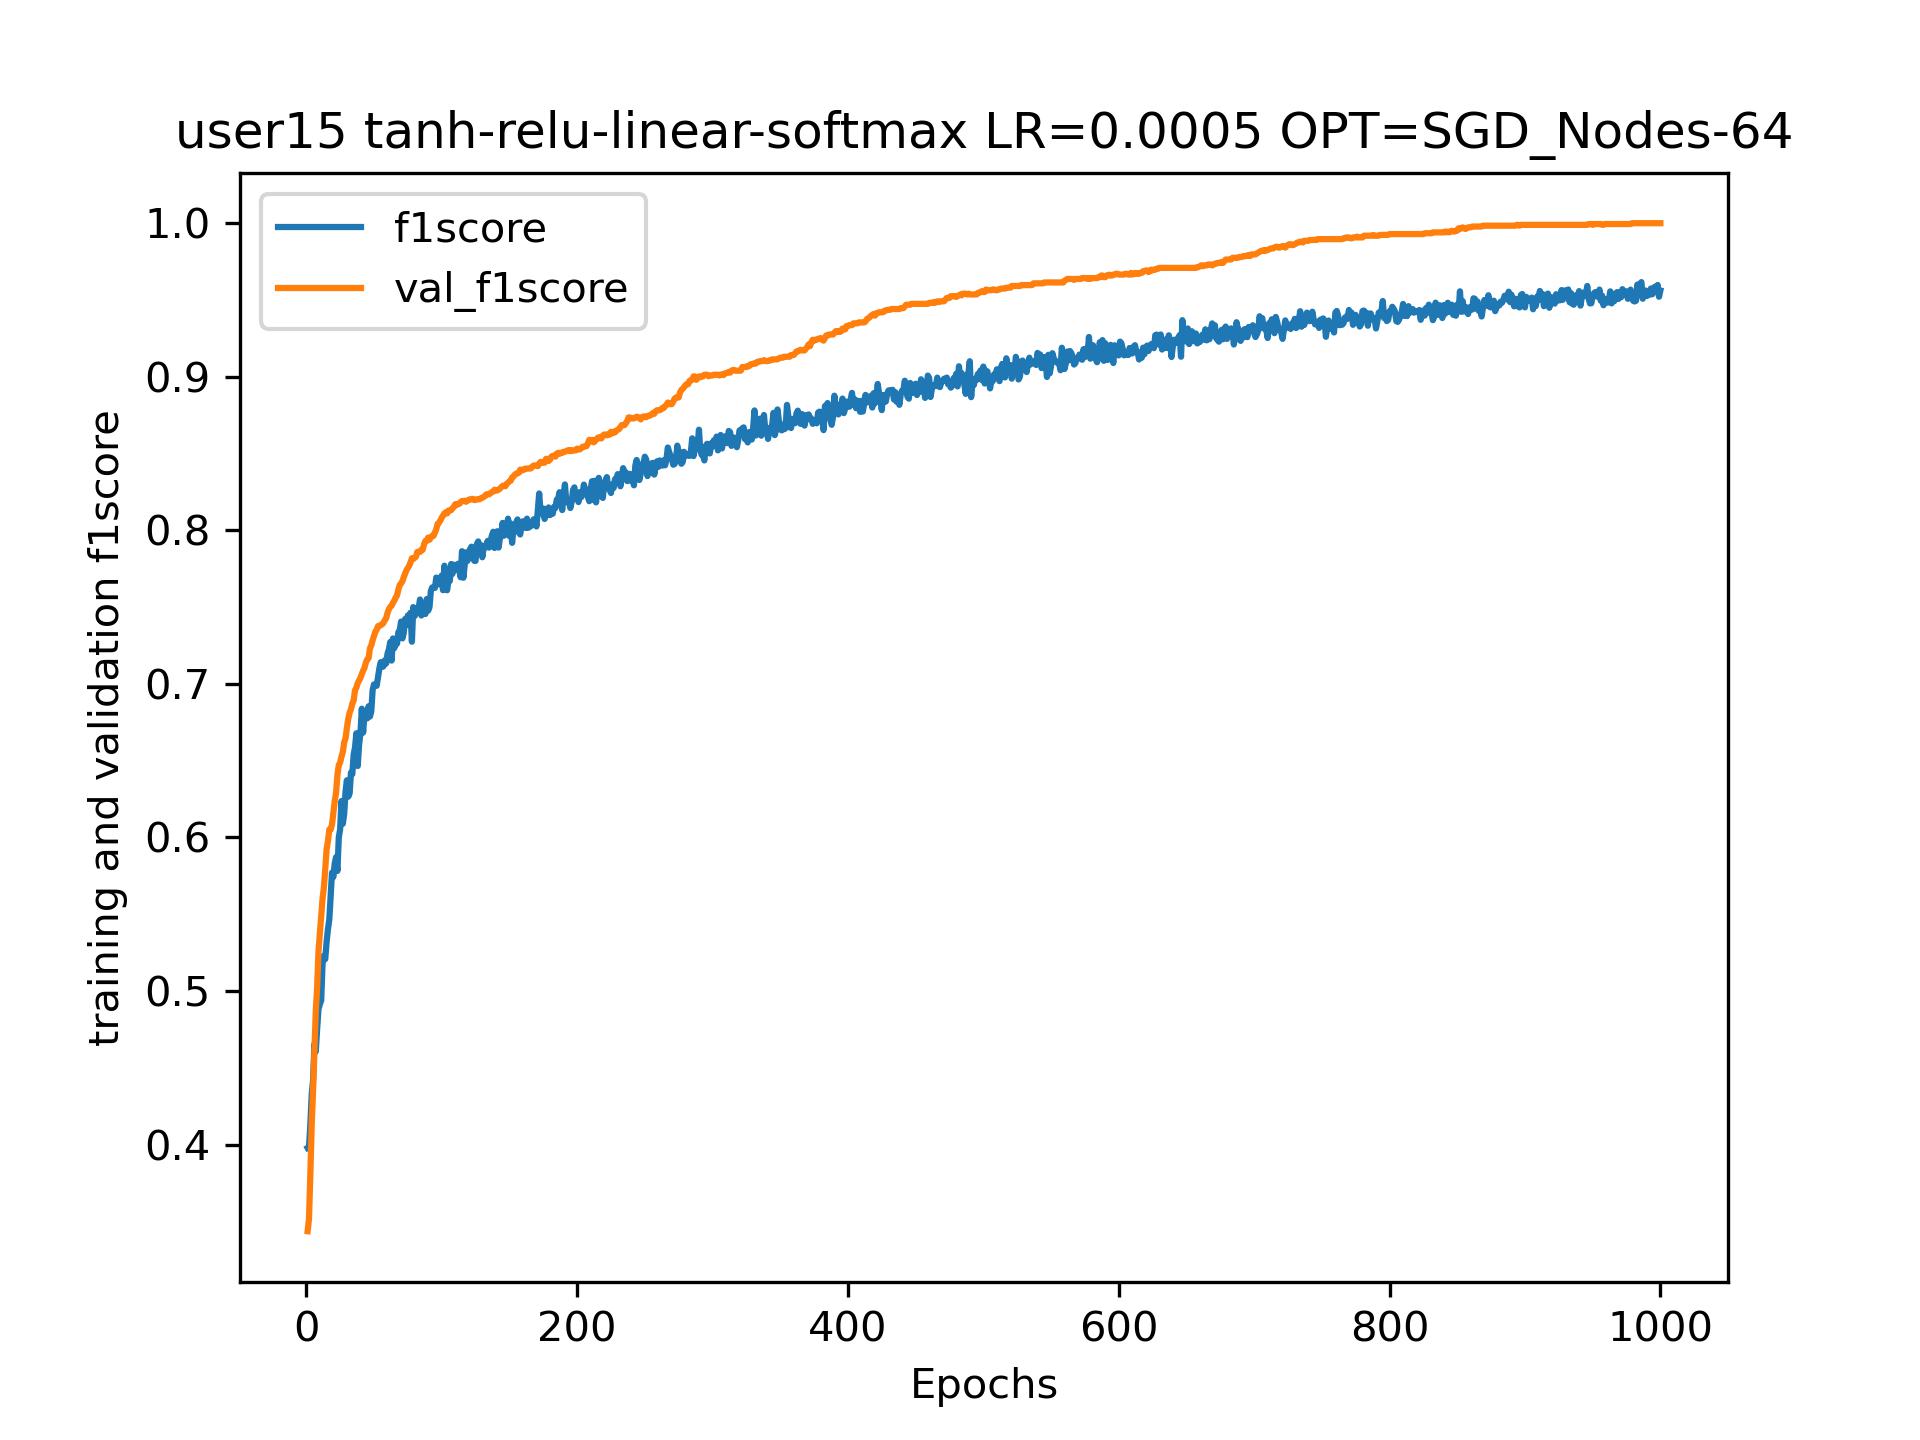 user15 tanh-relu-linear-softmax LR=0.0005 OPT=SGD_Nodes-64
f1score
val_f1score
training and validation f1score
1.0
0.9
0.8
0.7
0.6
0.5
0.4
0 200 400 600 800 1000
Epochs